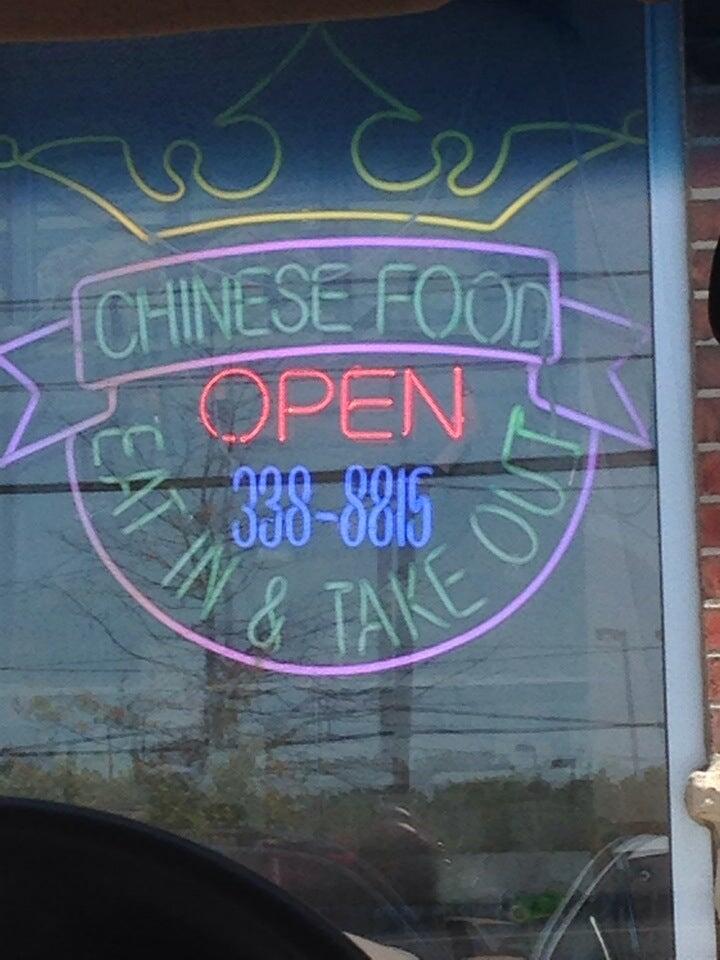 CHINESE FOOD
OPEN
338-8815
EAT IN & TAKE OUT